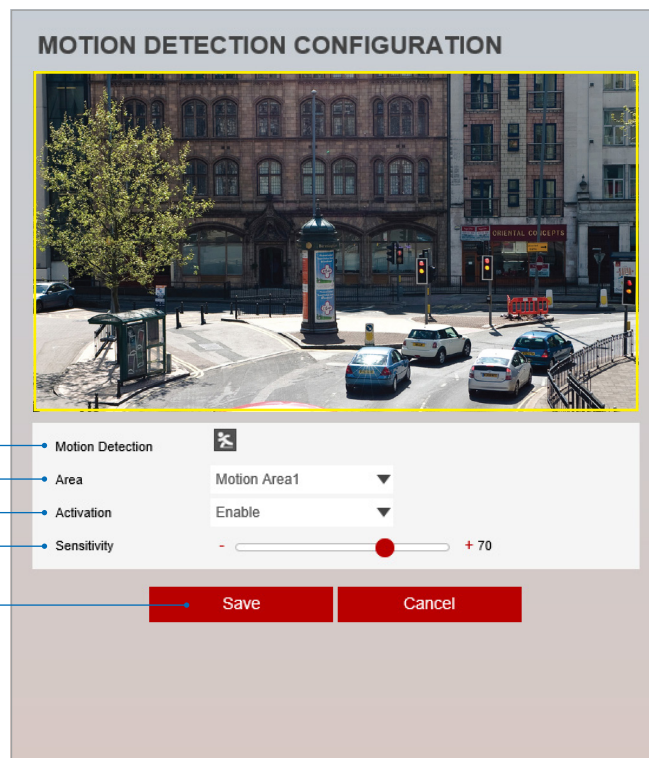 MOTION DETECTION CONFIGURATION
ORIENTAL CONCEPTS
Motion Detection
Area Motion Area1
Activation Enable
Sensitivity - + 70
Save Cancel